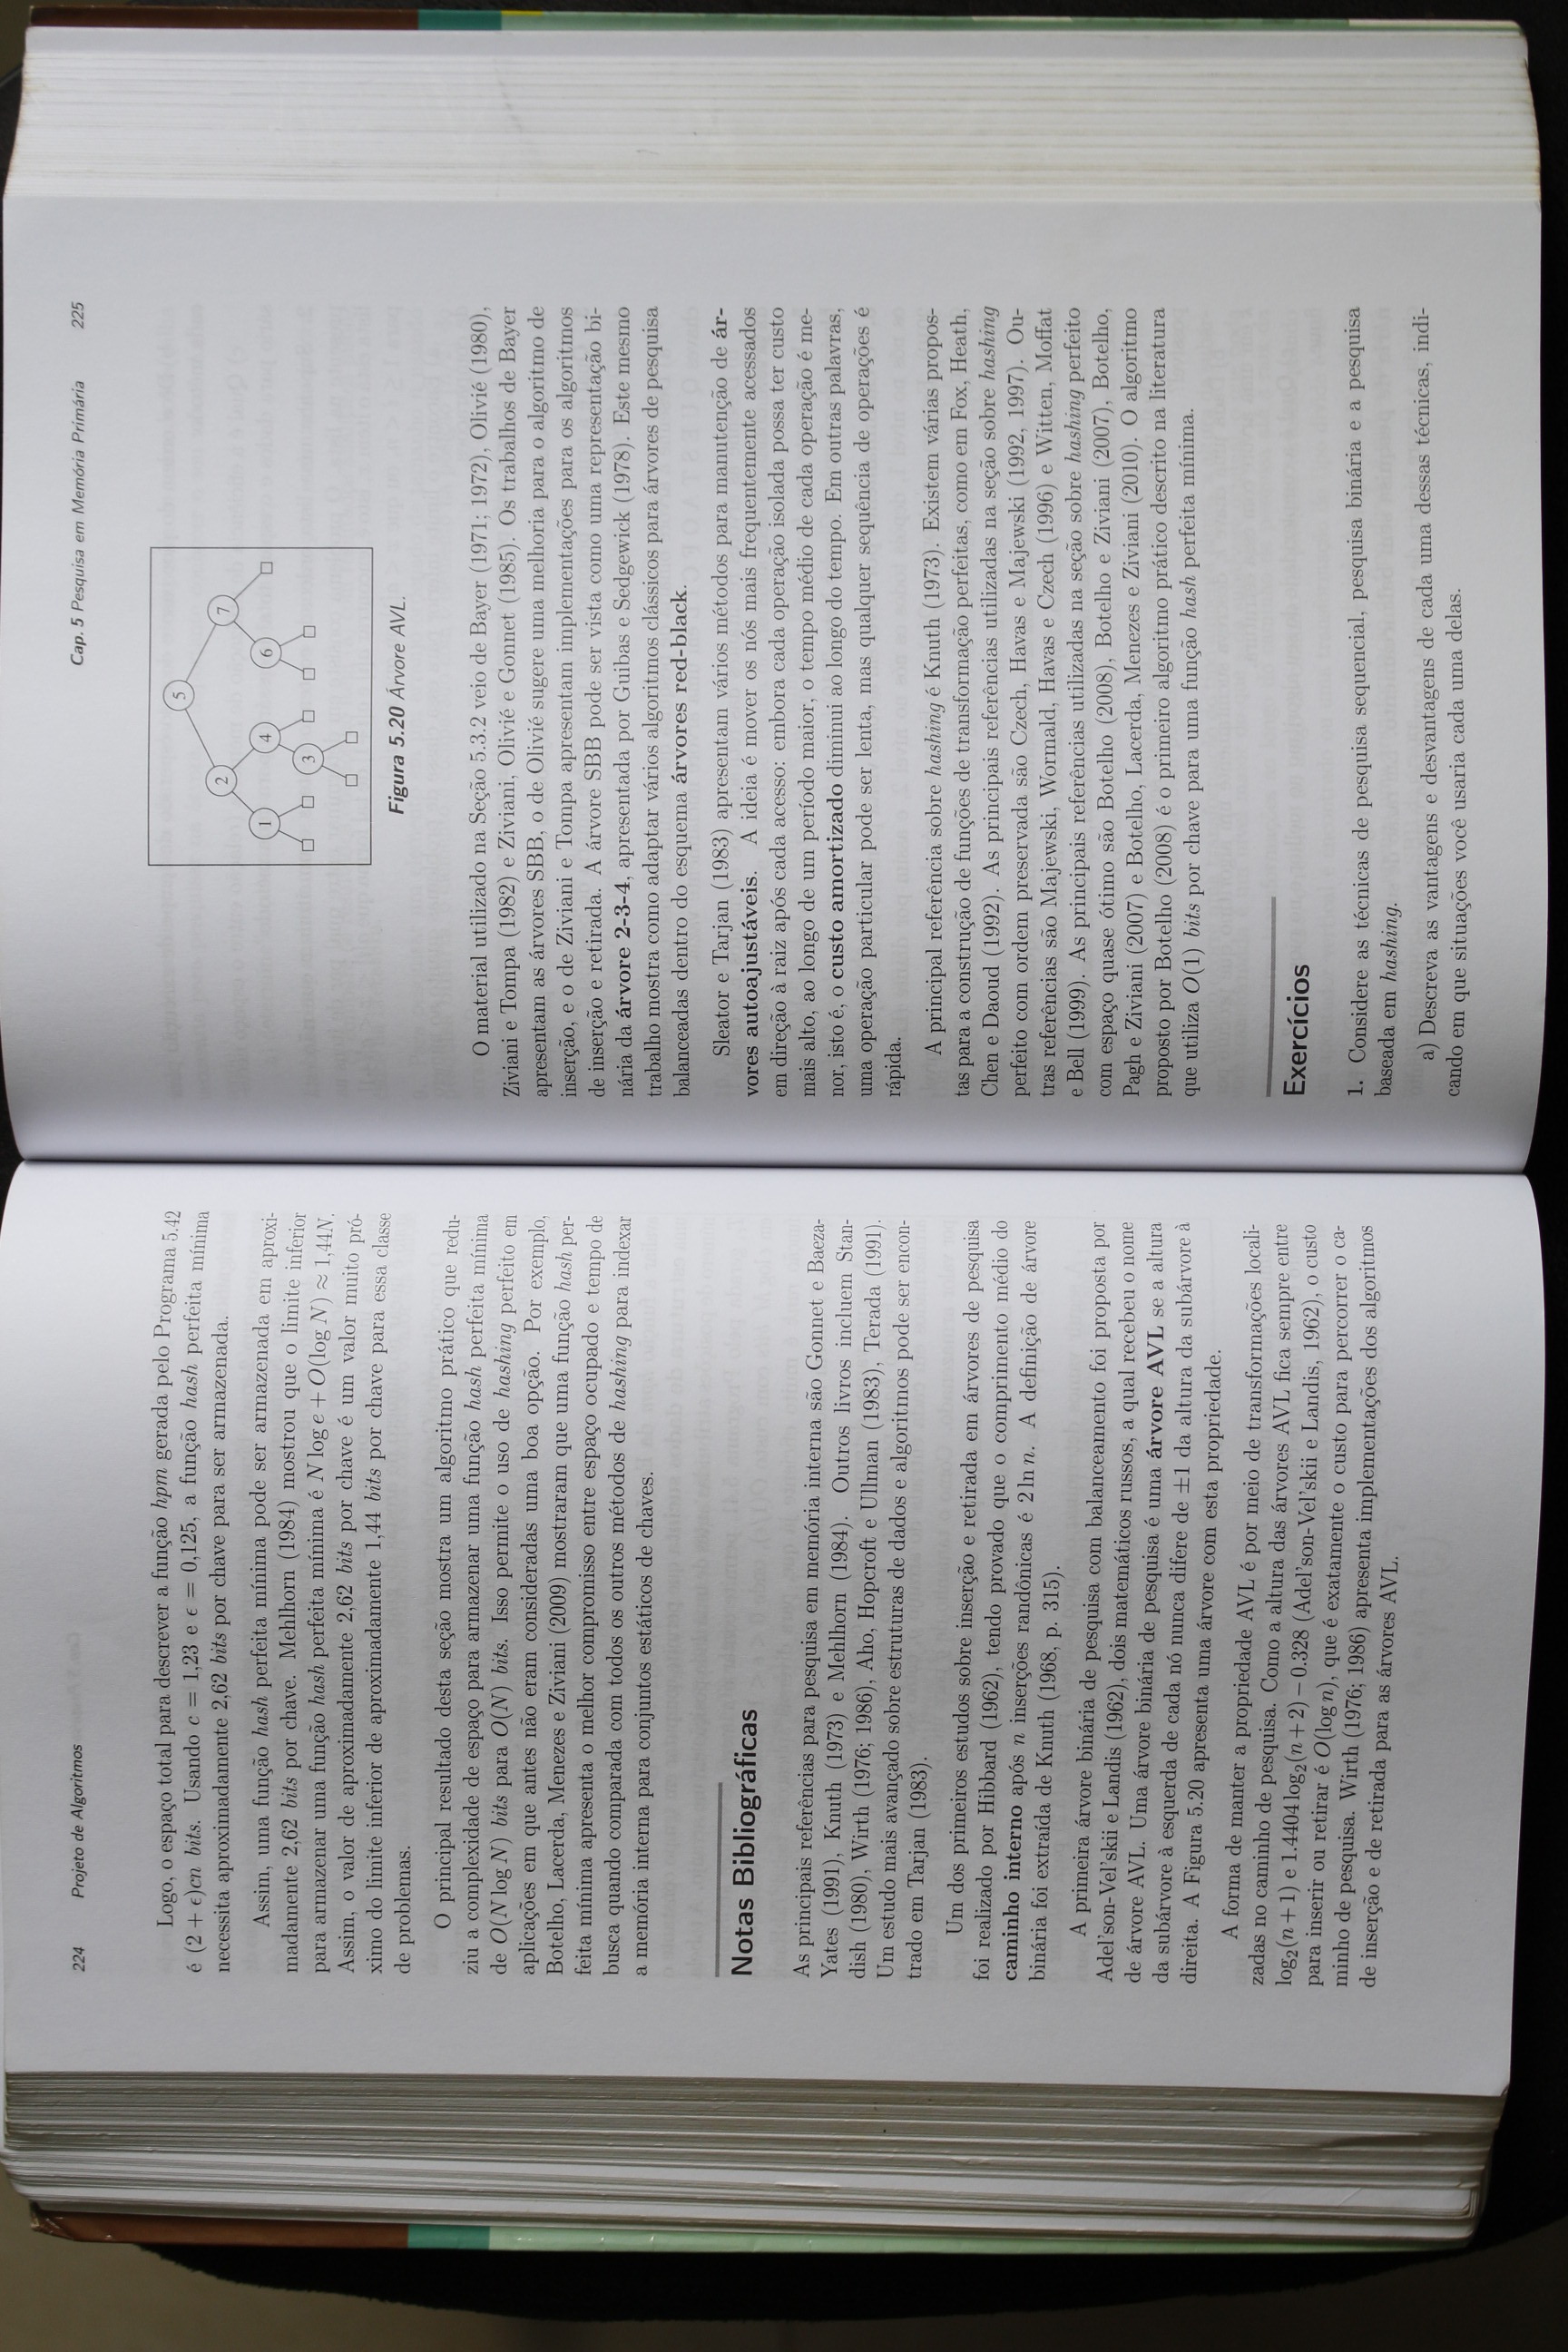 224 Projeto de Algoritmos
Logo, o espaço total para descrever a função hpm gerada pelo Programa 5.42
é (2 + ϵ)cn bits. Usando c = 1,23 e ϵ = 0,125, a função hash perfeita mínima
necessita aproximadamente 2,62 bits por chave para ser armazenada.
Assim, uma função hash perfeita mínima pode ser armazenada em aproxi-
madamente 2,62 bits por chave. Mehlhorn (1984) mostrou que o limite inferior
para armazenar uma função hash perfeita mínima é N log e + O(log N) ≈ 1,44N.
Assim, o valor de aproximadamente 2,62 bits por chave é um valor muito pró-
ximo do limite inferior de aproximadamente 1,44 bits por chave para essa classe
de problemas.
O principal resultado desta seção mostra um algoritmo prático que redu-
ziu a complexidade de espaço para armazenar uma função hash perfeita mínima
de O(N log N) bits para O(N) bits. Isso permite o uso de hashing perfeito em
aplicações em que antes não eram consideradas uma boa opção. Por exemplo,
Botelho, Lacerda, Menezes e Ziviani (2009) mostraram que uma função hash per-
feita mínima apresenta o melhor compromisso entre espaço ocupado e tempo de
busca quando comparada com todos os outros métodos de hashing para indexar
a memória interna para conjuntos estáticos de chaves.
Notas Bibliográficas
As principais referências para pesquisa em memória interna são Gonnet e Baeza-
Yates (1991), Knuth (1973) e Mehlhorn (1984). Outros livros incluem Stan-
dish (1980), Wirth (1976; 1986), Aho, Hopcroft e Ullman (1983), Terada (1991).
Um estudo mais avançado sobre estruturas de dados e algoritmos pode ser encon-
trado em Tarjan (1983).
Um dos primeiros estudos sobre inserção e retirada em árvores de pesquisa
foi realizado por Hibbard (1962), tendo provado que o comprimento médio do
caminho interno após n inserções randônicas é 2 ln n. A definição de árvore
binária foi extraída de Knuth (1968, p. 315).
A primeira árvore binária de pesquisa com balanceamento foi proposta por
Adel'son-Vel'skii e Landis (1962), dois matemáticos russos, a qual recebeu o nome
de árvore AVL. Uma árvore binária de pesquisa é uma árvore AVL se a altura
da subárvore à esquerda de cada nó nunca difere de ±1 da altura da subárvore à
direita. A Figura 5.20 apresenta uma árvore com esta propriedade.
A forma de manter a propriedade AVL é por meio de transformações locali-
zadas no caminho de pesquisa. Como a altura das árvores AVL fica sempre entre
log₂(n + 1) e 1.4404 log₂(n + 2) − 0.328 (Adel'son-Vel'skii e Landis, 1962), o custo
para inserir ou retirar é O(log n), que é exatamente o custo para percorrer o ca-
minho de pesquisa. Wirth (1976; 1986) apresenta implementações dos algoritmos
de inserção e de retirada para as árvores AVL.
Cap. 5 Pesquisa em Memória Primária 225
5
2 7
1 4 6
3
Figura 5.20 Árvore AVL.
O material utilizado na Seção 5.3.2 veio de Bayer (1971; 1972), Olivié (1980),
Ziviani e Tompa (1982) e Ziviani, Olivié e Gonnet (1985). Os trabalhos de Bayer
apresentam as árvores SBB, o de Olivié sugere uma melhoria para o algoritmo de
inserção, e o de Ziviani e Tompa apresentam implementações para os algoritmos
de inserção e retirada. A árvore SBB pode ser vista como uma representação bi-
nária da árvore 2-3-4, apresentada por Guibas e Sedgewick (1978). Este mesmo
trabalho mostra como adaptar vários algoritmos clássicos para árvores de pesquisa
balanceadas dentro do esquema árvores red-black.
Sleator e Tarjan (1983) apresentam vários métodos para manutenção de ár-
vores autoajustáveis. A ideia é mover os nós mais frequentemente acessados
em direção à raiz após cada acesso: embora cada operação isolada possa ter custo
mais alto, ao longo de um período maior, o tempo médio de cada operação é me-
nor, isto é, o custo amortizado diminui ao longo do tempo. Em outras palavras,
uma operação particular pode ser lenta, mas qualquer sequência de operações é
rápida.
A principal referência sobre hashing é Knuth (1973). Existem várias propos-
tas para a construção de funções de transformação perfeitas, como em Fox, Heath,
Chen e Daoud (1992). As principais referências utilizadas na seção sobre hashing
perfeito com ordem preservada são Czech, Havas e Majewski (1992, 1997). Ou-
tras referências são Majewski, Wormald, Havas e Czech (1996) e Witten, Moffat
e Bell (1999). As principais referências utilizadas na seção sobre hashing perfeito
com espaço quase ótimo são Botelho (2008), Botelho e Ziviani (2007), Botelho,
Pagh e Ziviani (2007) e Botelho, Lacerda, Menezes e Ziviani (2010). O algoritmo
proposto por Botelho (2008) é o primeiro algoritmo prático descrito na literatura
que utiliza O(1) bits por chave para uma função hash perfeita mínima.
Exercícios
1. Considere as técnicas de pesquisa sequencial, pesquisa binária e a pesquisa
baseada em hashing.
a) Descreva as vantagens e desvantagens de cada uma dessas técnicas, indi-
cando em que situações você usaria cada uma delas.